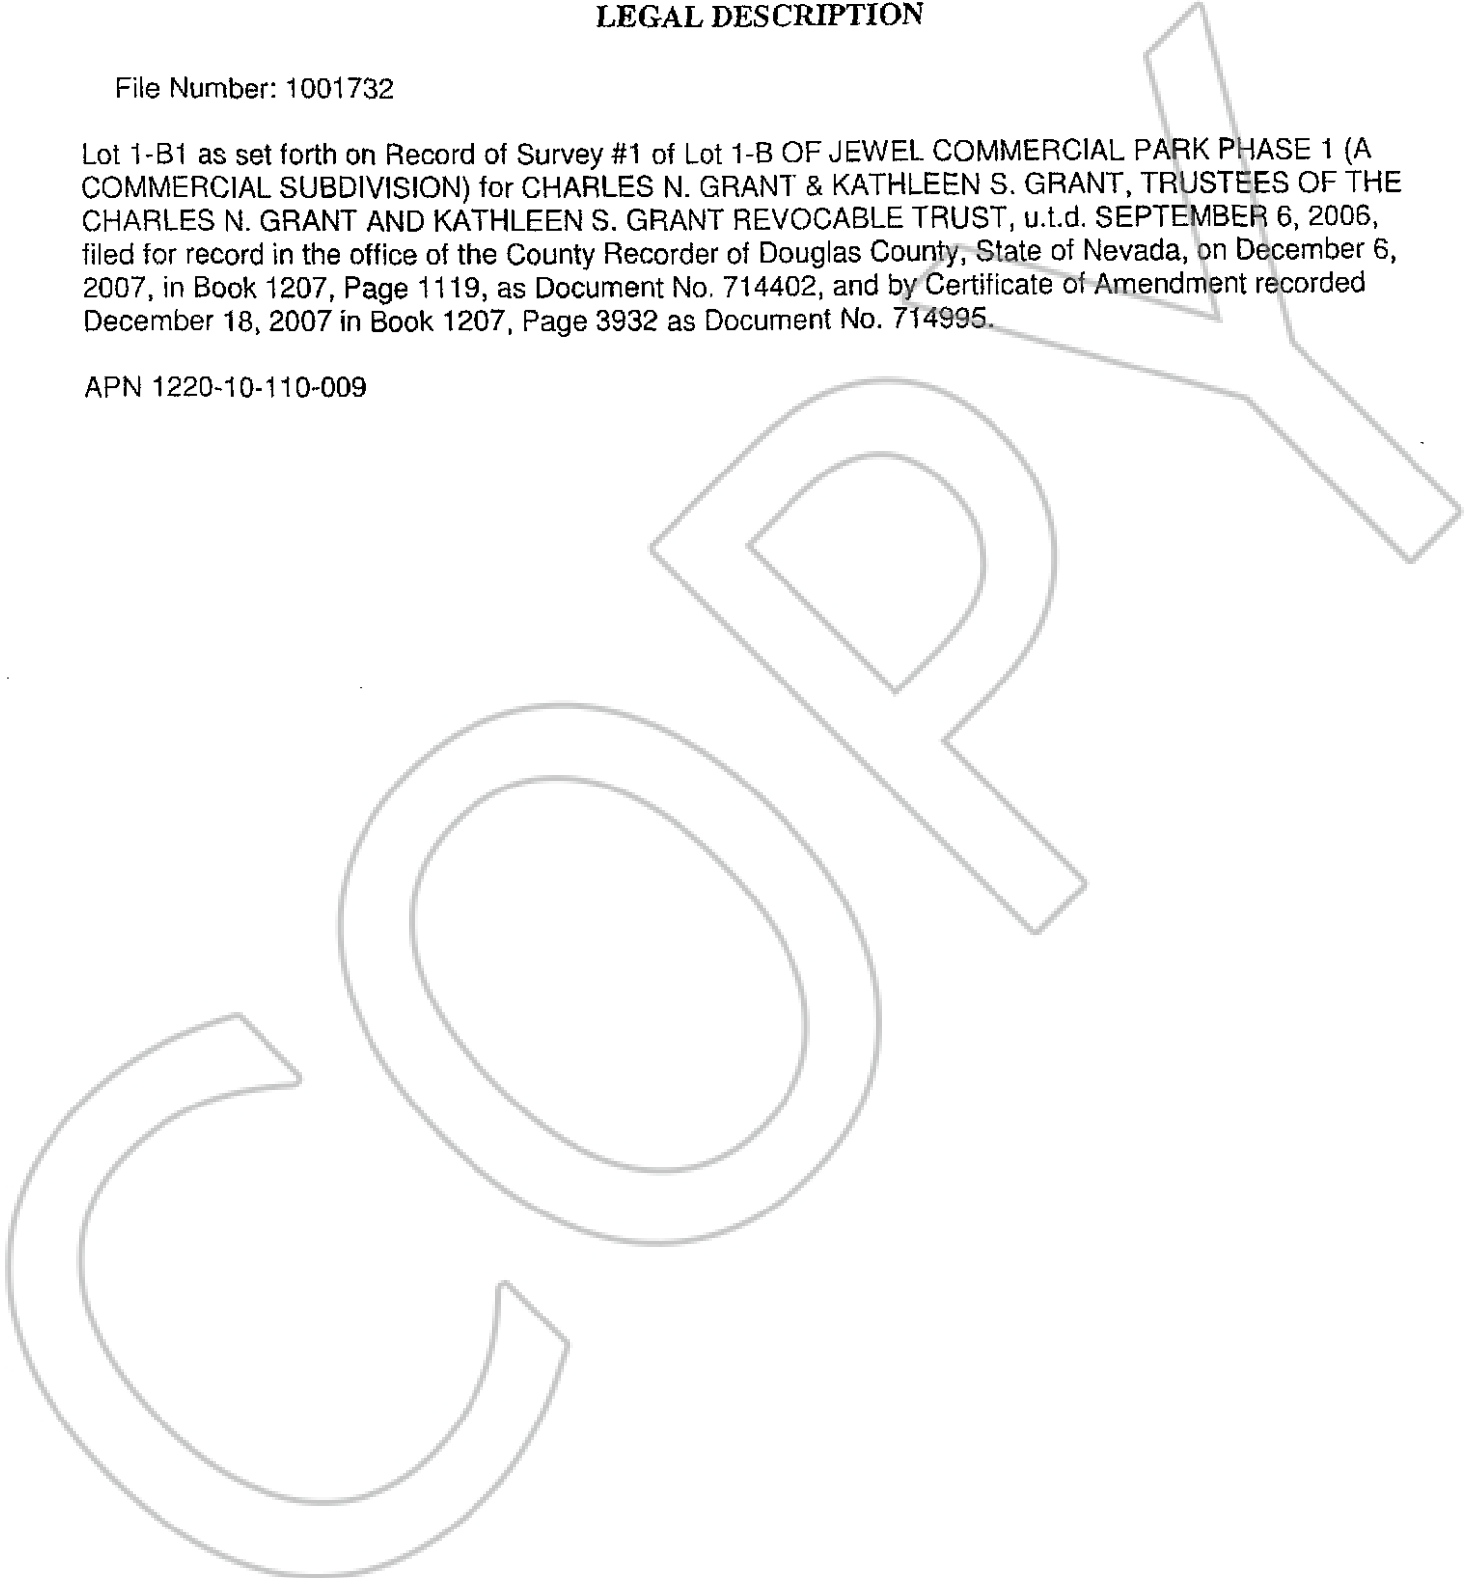 LEGAL DESCRIPTION
File Number: 1001732
Lot 1-B1 as set forth on Record of Survey #1 of Lot 1-B OF JEWEL COMMERCIAL PARK PHASE 1 (A
COMMERCIAL SUBDIVISION) for CHARLES N. GRANT & KATHLEEN S. GRANT, TRUSTEES OF THE
CHARLES N. GRANT AND KATHLEEN S. GRANT REVOCABLE TRUST, u.t.d. SEPTEMBER 6, 2006,
filed for record in the office of the County Recorder of Douglas County, State of Nevada, on December 6,
2007, in Book 1207, Page 1119, as Document No. 714402, and by Certificate of Amendment recorded
December 18, 2007 in Book 1207, Page 3932 as Document No. 714995.
APN 1220-10-110-009
COPY